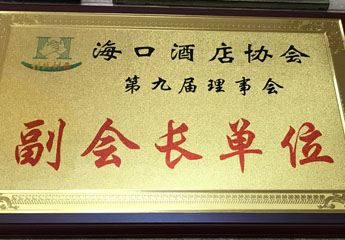 海口酒店协会
第九届理事会
副会长单位